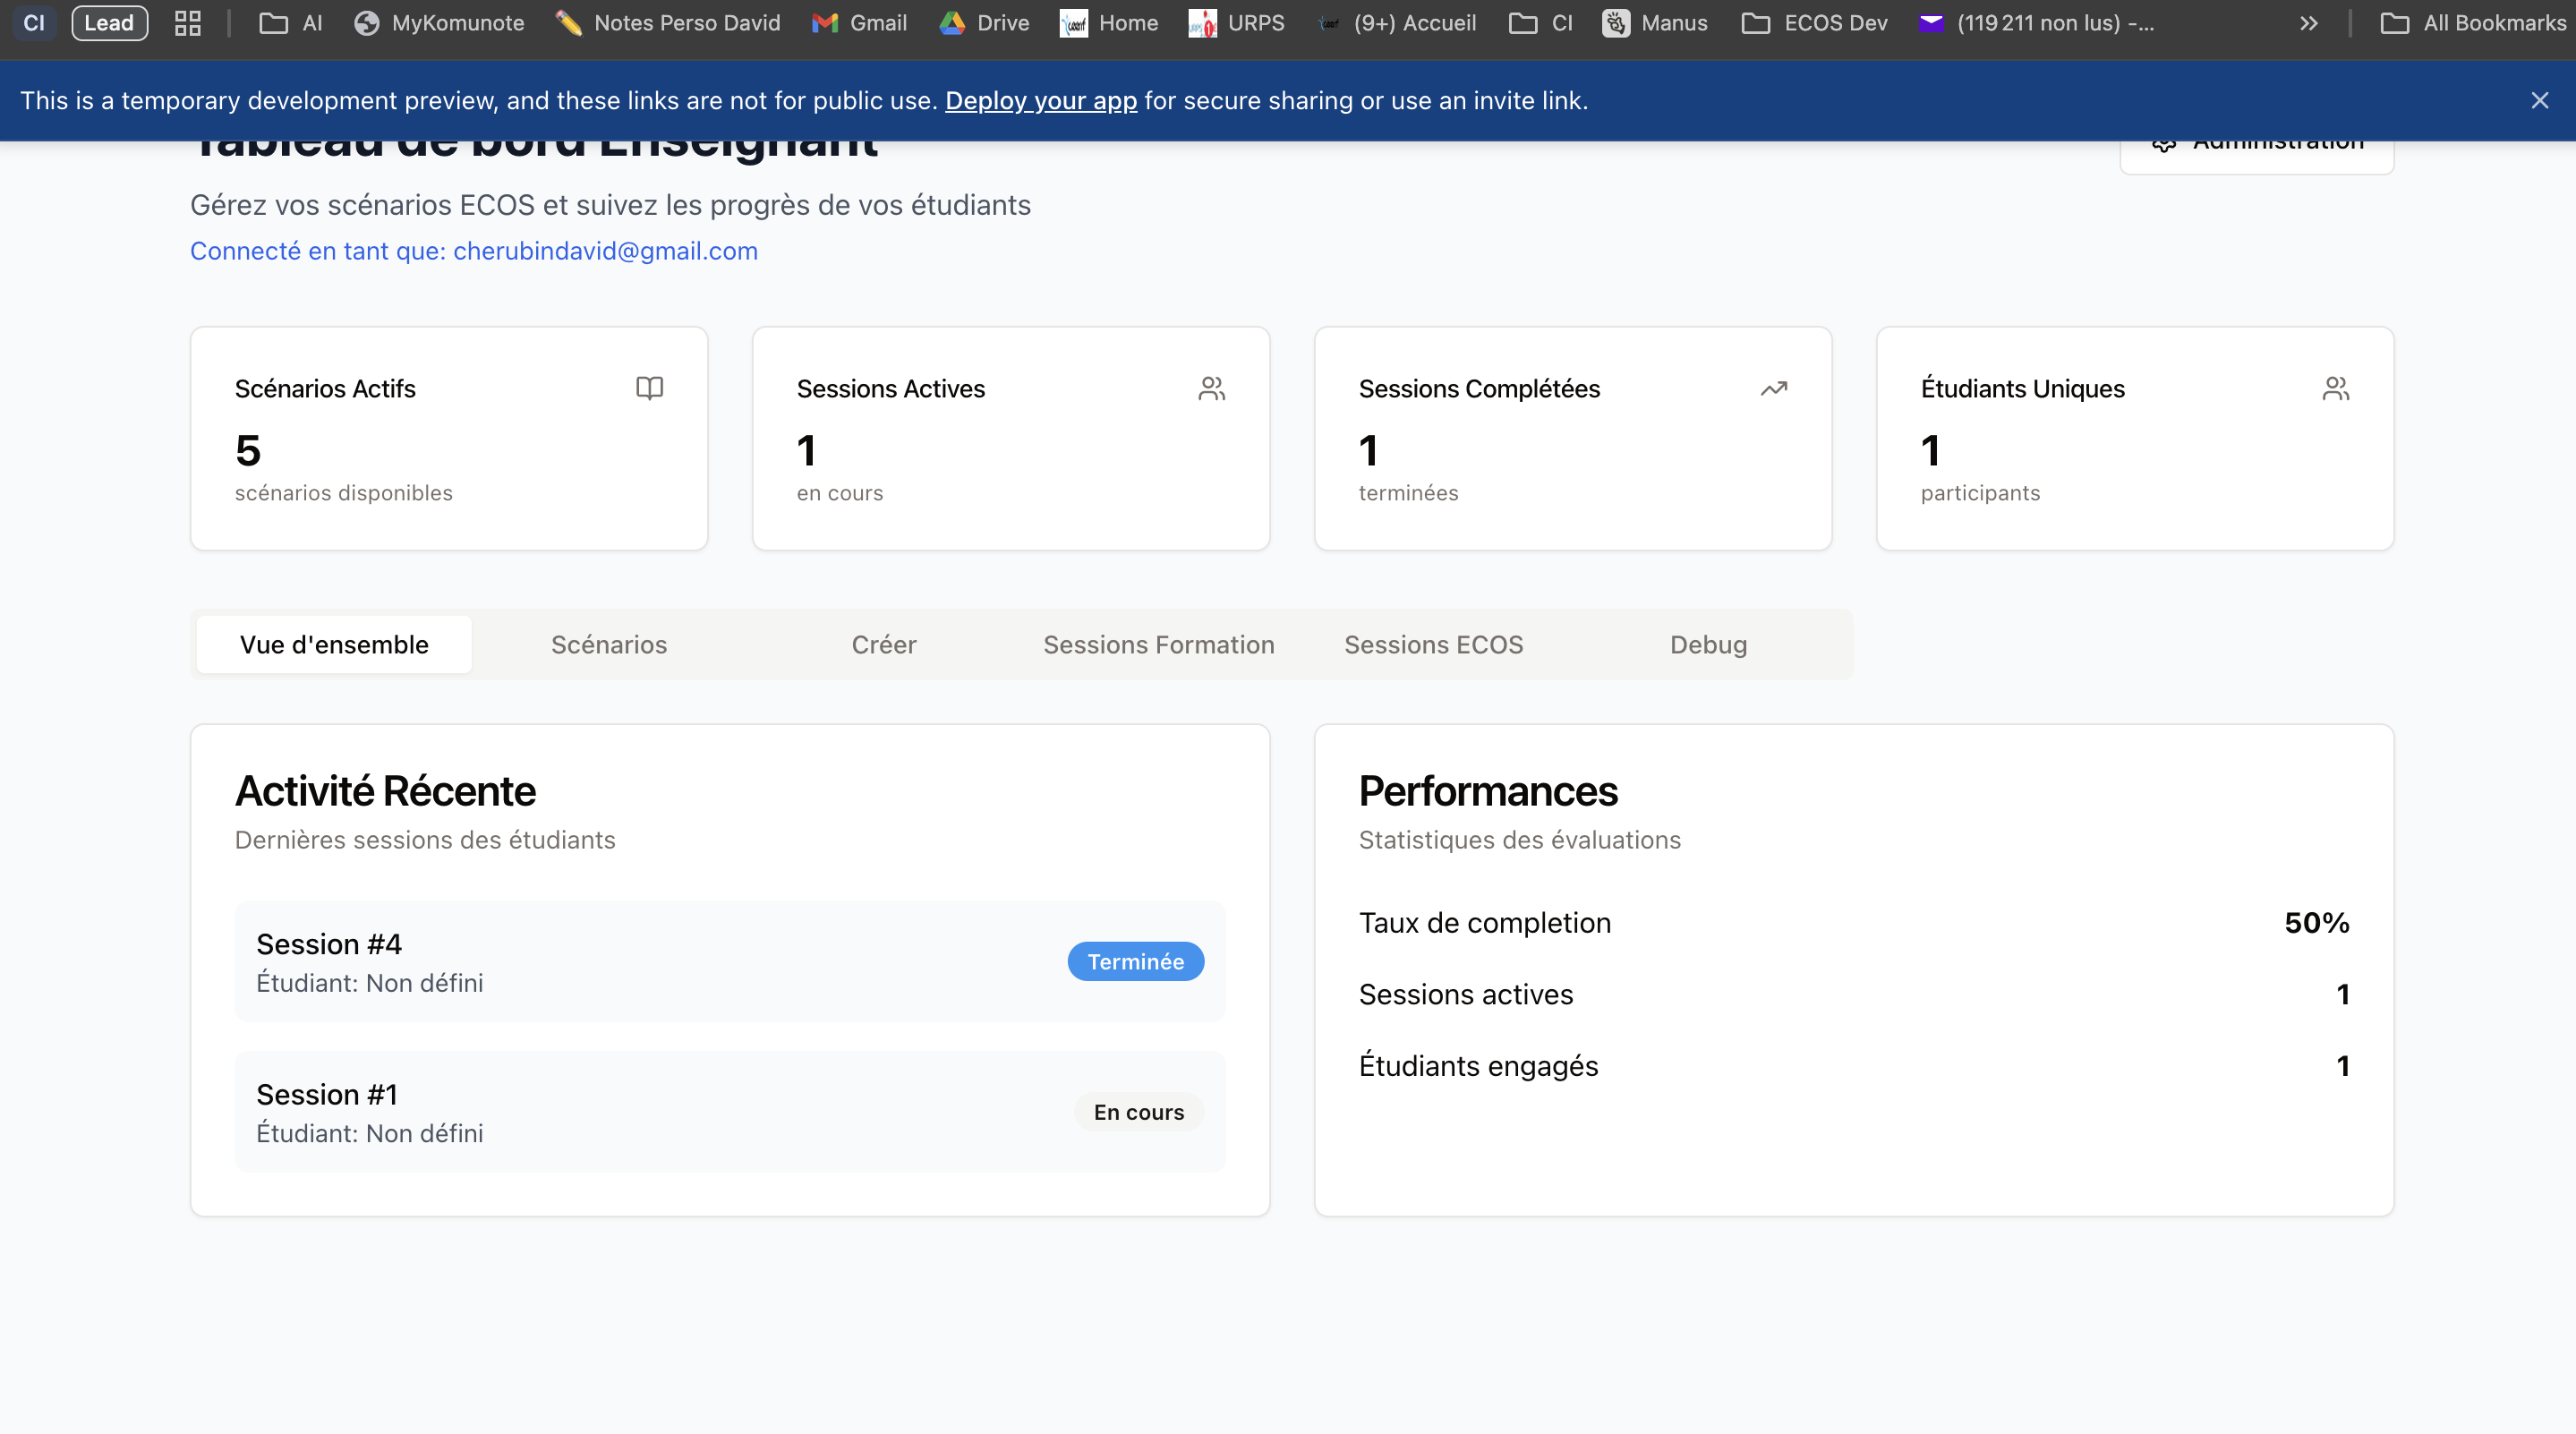 CI Lead AI MyKomunote Notes Perso David Gmail Drive Home URPS (9+) Accueil CI Manus ECOS Dev (119 211 non lus) -... All Bookmarks
This is a temporary development preview, and these links are not for public use. Deploy your app for secure sharing or use an invite link.
Tableau de bord Enseignant
Administration
Gérez vos scénarios ECOS et suivez les progrès de vos étudiants
Connecté en tant que: cherubindavid@gmail.com
Scénarios Actifs
5
scénarios disponibles
Sessions Actives
1
en cours
Sessions Complétées
1
terminées
Étudiants Uniques
1
participants
Vue d'ensemble Scénarios Créer Sessions Formation Sessions ECOS Debug
Activité Récente
Dernières sessions des étudiants
Session #4
Étudiant: Non défini
Terminée
Session #1
Étudiant: Non défini
En cours
Performances
Statistiques des évaluations
Taux de completion 50%
Sessions actives 1
Étudiants engagés 1